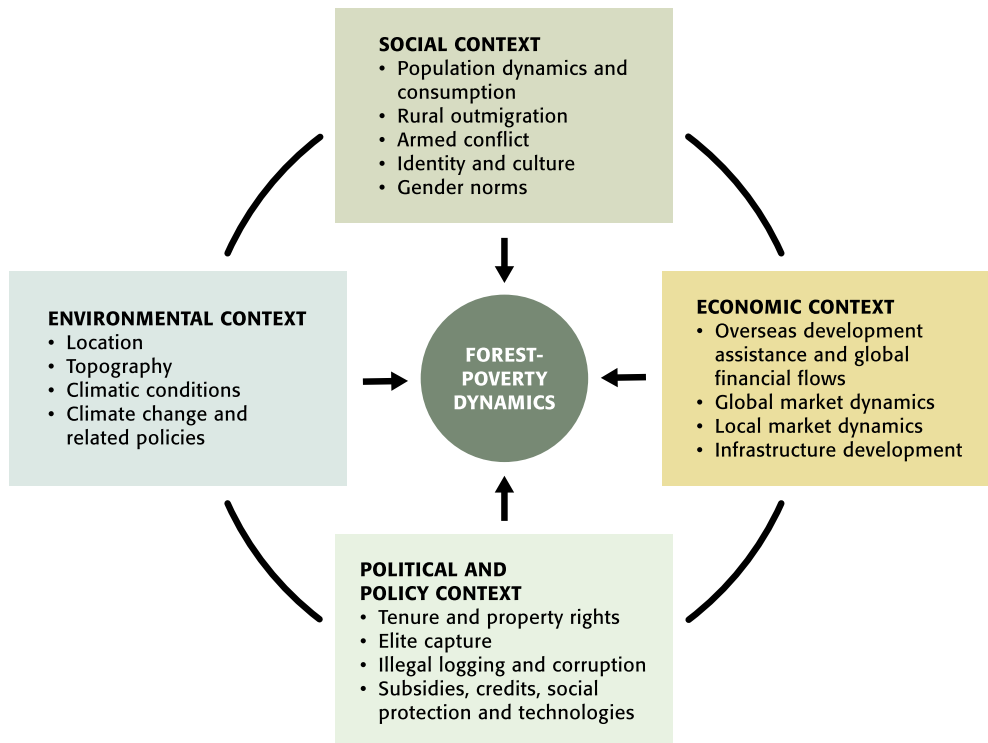 SOCIAL CONTEXT
• Population dynamics and
consumption
• Rural outmigration
• Armed conflict
• Identity and culture
• Gender norms
ENVIRONMENTAL CONTEXT
• Location
• Topography
• Climatic conditions
• Climate change and
related policies
FOREST-
POVERTY
DYNAMICS
ECONOMIC CONTEXT
• Overseas development
assistance and global
financial flows
• Global market dynamics
• Local market dynamics
• Infrastructure development
POLITICAL AND
POLICY CONTEXT
• Tenure and property rights
• Elite capture
• Illegal logging and corruption
• Subsidies, credits, social
protection and technologies